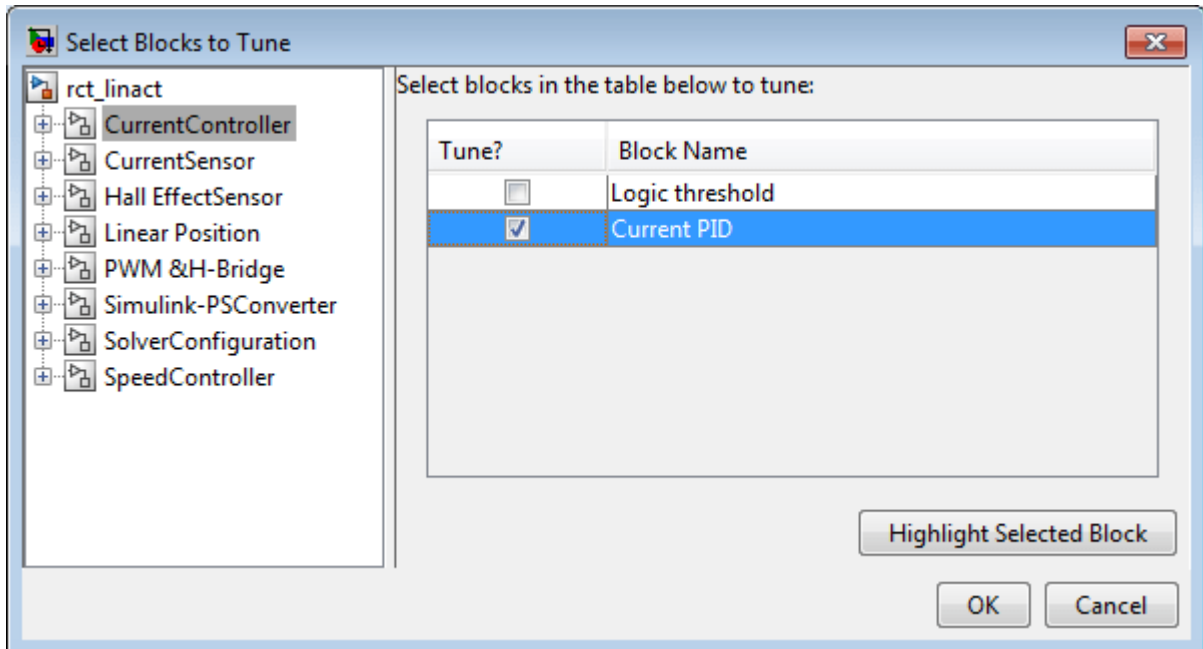 Select Blocks to Tune
rct_linact
CurrentController
CurrentSensor
Hall EffectSensor
Linear Position
PWM &H-Bridge
Simulink-PSConverter
SolverConfiguration
SpeedController
Select blocks in the table below to tune:
Tune? Block Name
Logic threshold
Current PID
Highlight Selected Block
OK Cancel